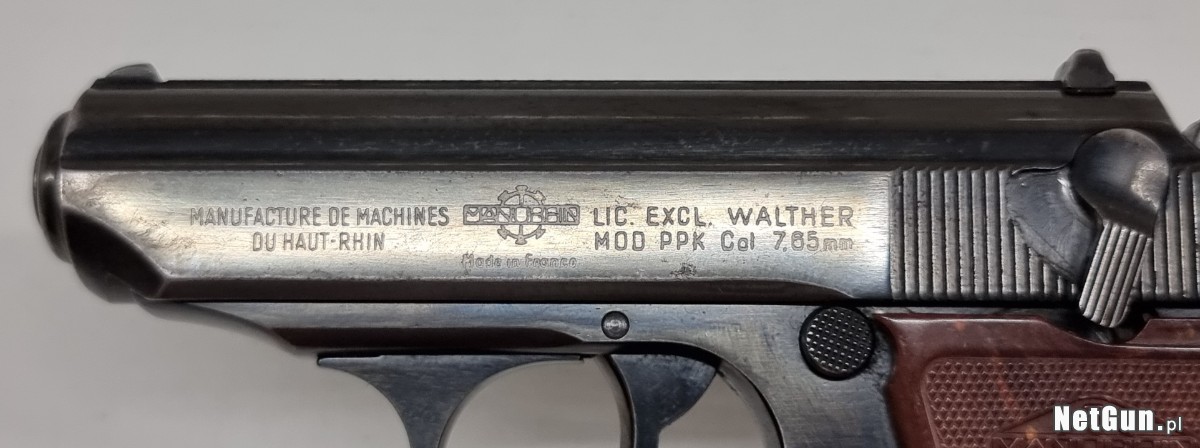 MANUFACTURE DE MACHINES
DU HAUT-RHIN
MANURHIN
Made in France
LIC. EXCL. WALTHER
MOD PPK Cal 7,65mm
NetGun.pl